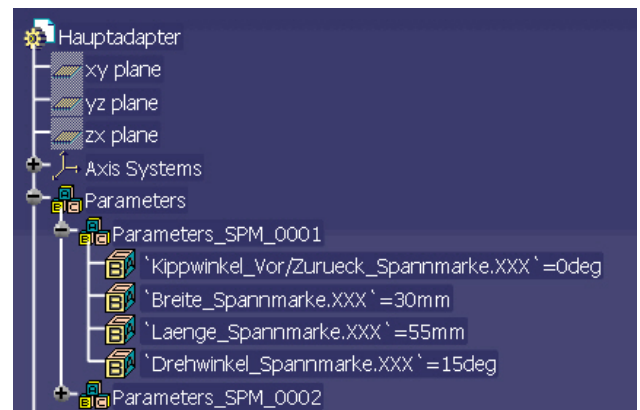 Hauptadapter
xy plane
yz plane
zx plane
Axis Systems
Parameters
Parameters_SPM_0001
`Kippwinkel_Vor/Zurueck_Spannmarke.XXX`=0deg
`Breite_Spannmarke.XXX`=30mm
`Laenge_Spannmarke.XXX`=55mm
`Drehwinkel_Spannmarke.XXX`=15deg
Parameters_SPM_0002